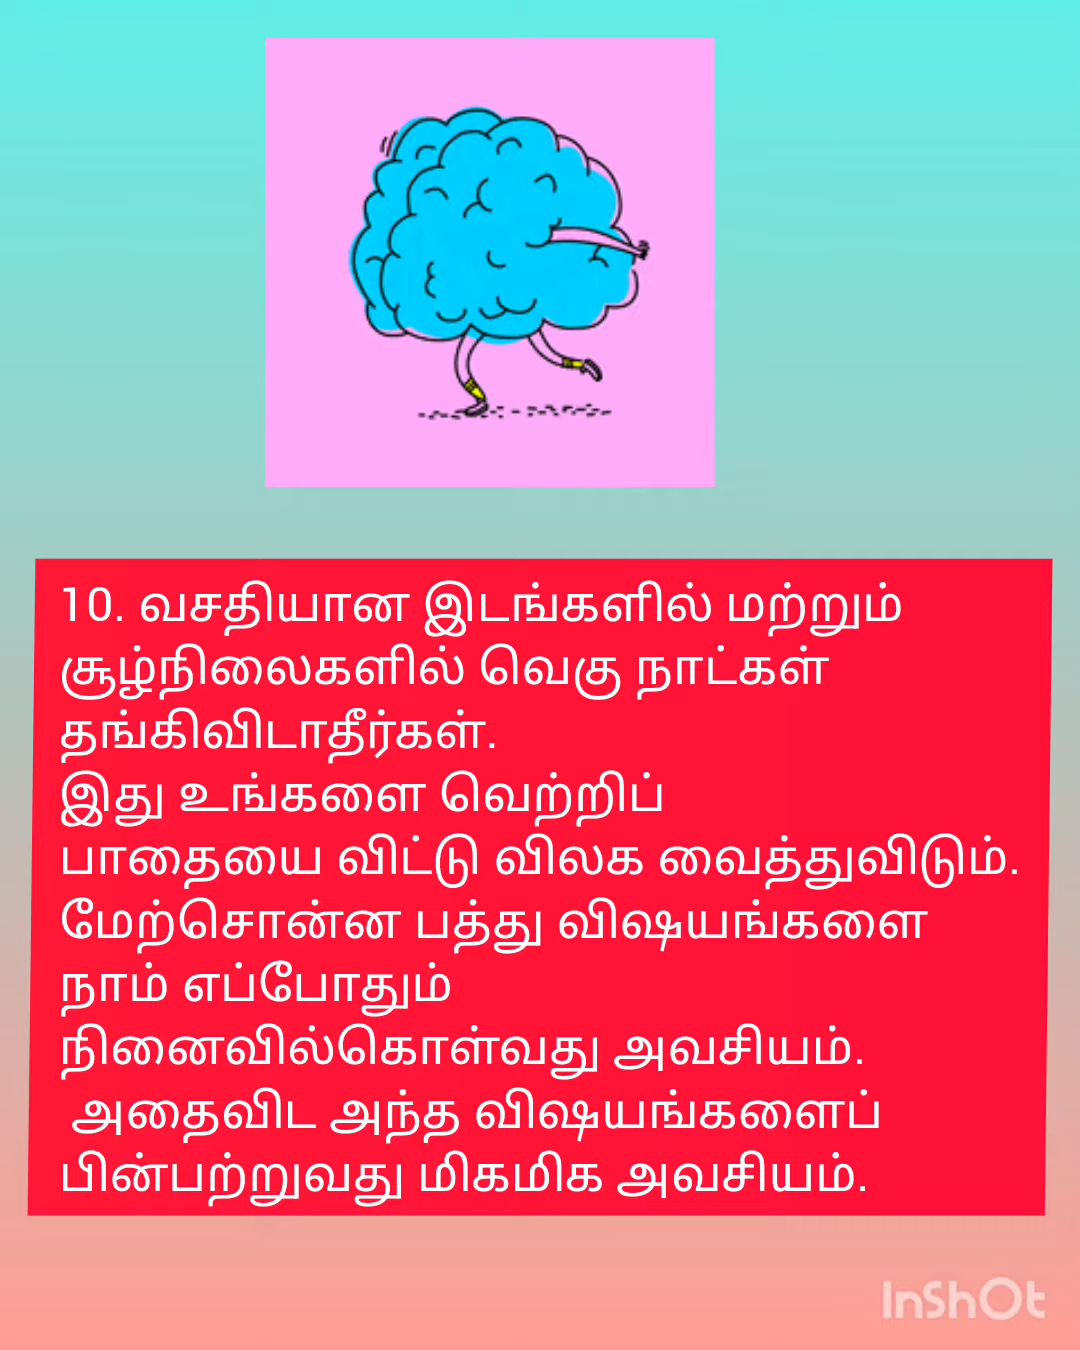 10. வசதியான இடங்களில் மற்றும்
சூழ்நிலைகளில் வெகு நாட்கள்
தங்கிவிடாதீர்கள்.
இது உங்களை வெற்றிப்
பாதையை விட்டு விலக வைத்துவிடும்.
மேற்சொன்ன பத்து விஷயங்களை
நாம் எப்போதும்
நினைவில்கொள்வது அவசியம்.
அதைவிட அந்த விஷயங்களைப்
பின்பற்றுவது மிகமிக அவசியம்.
InShOt